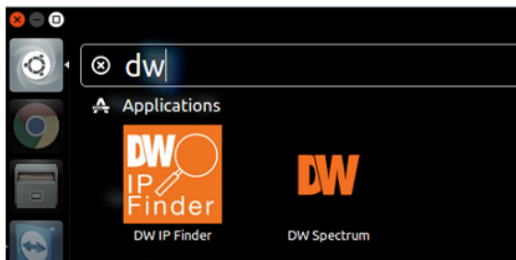 dw
Applications
DW
IP
Finder
DW
DW IP Finder
DW Spectrum